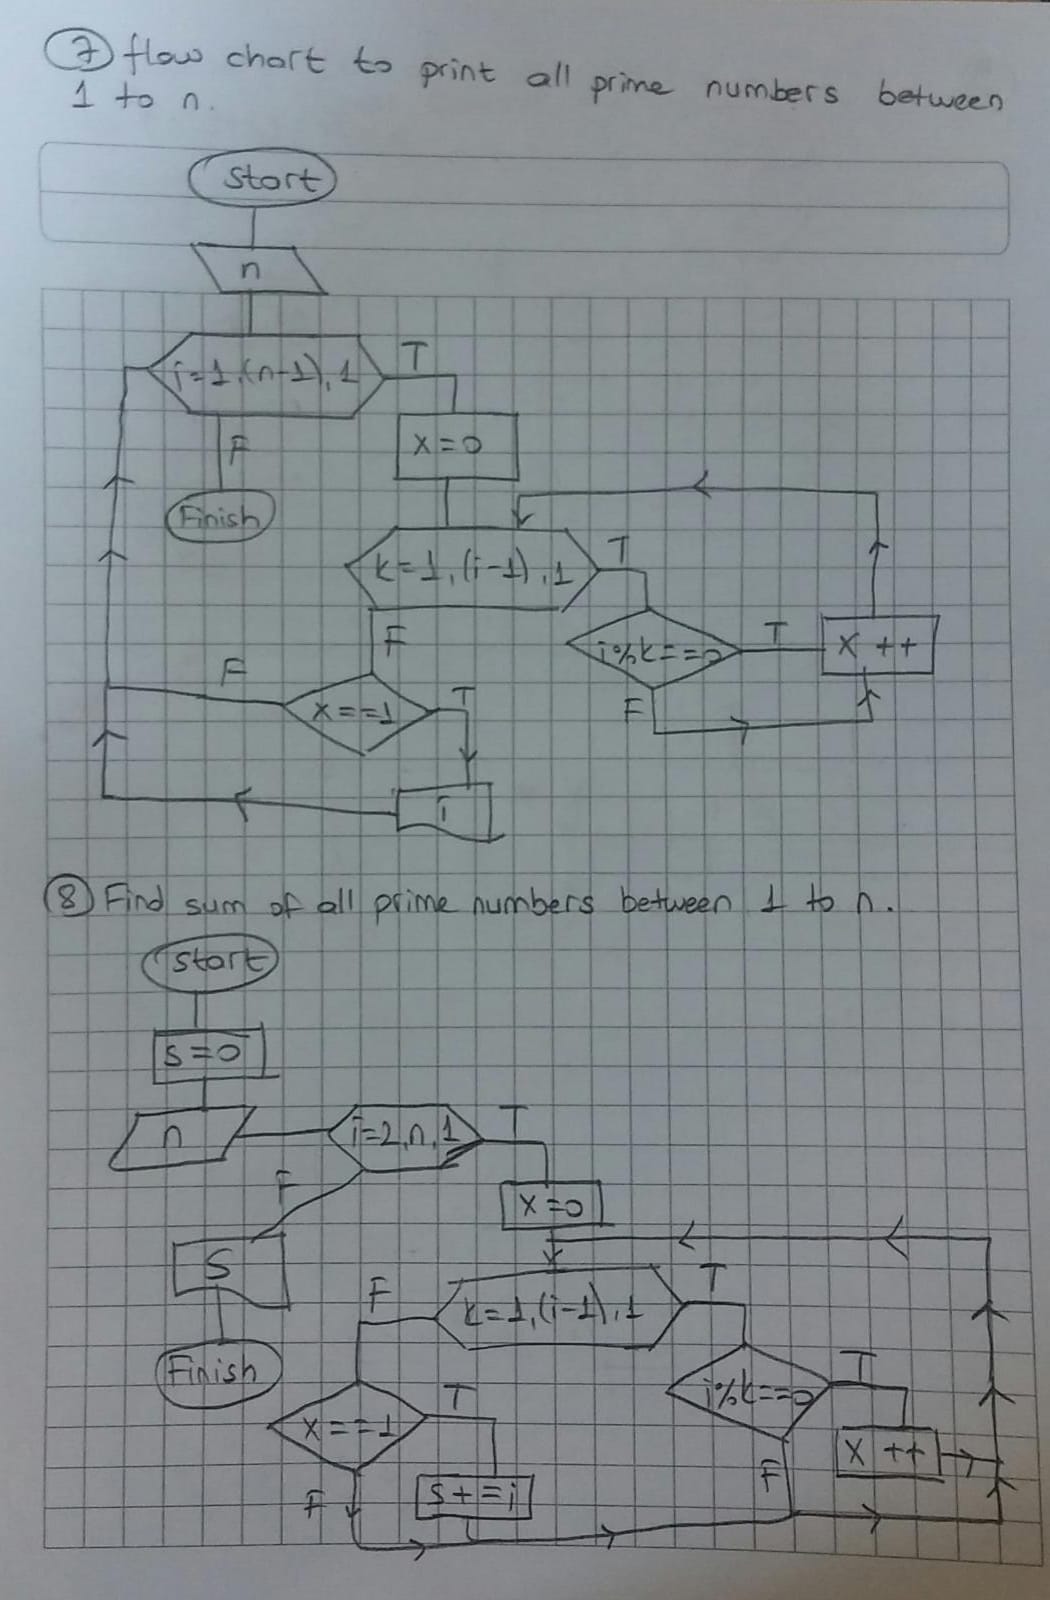 7 flow chart to print all prime numbers between
1 to n.
Start
n
i=1,(n-1),1
T
F
x=0
Finish
k=1,(i-1),1
T
F
i%k==0
T
x ++
F
F
x==1
T
i
8 Find sum of all prime numbers between 1 to n.
Start
s=0
n
i=2,n,1
T
F
x=0
S
F
k=1,(i-1),1
T
Finish
i%k==0
T
x==1
T
x ++
F
F
s+=i